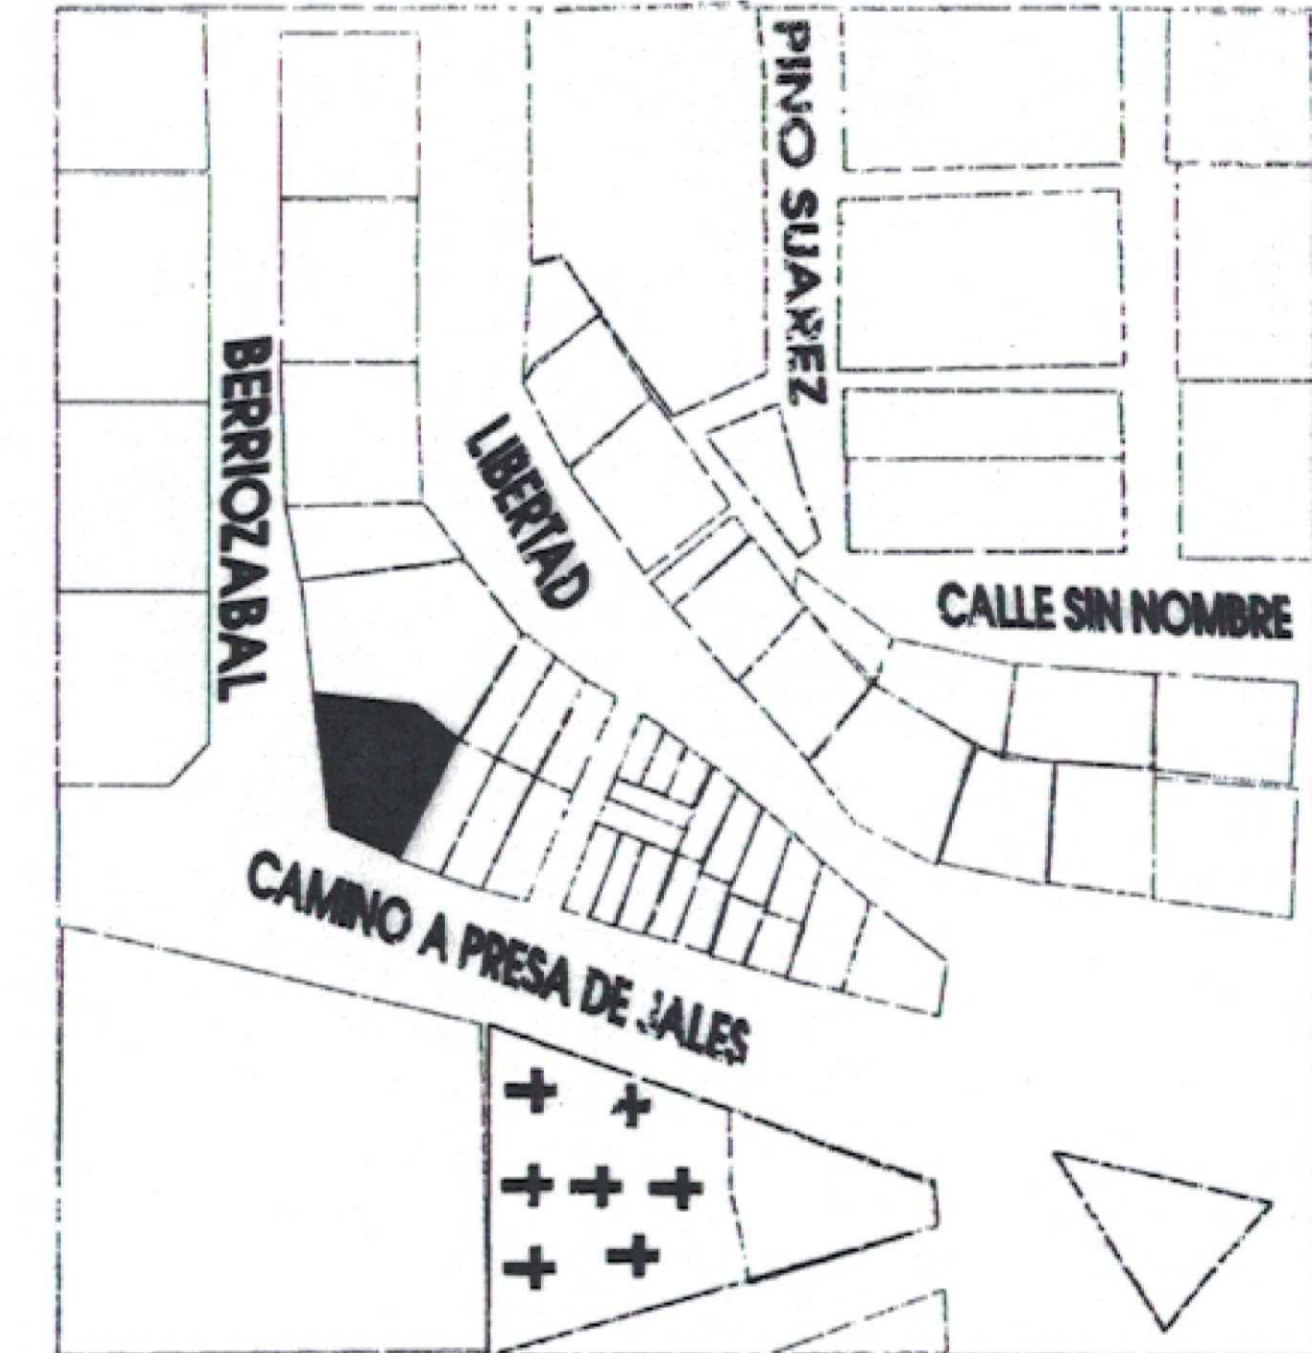 PINO SUAREZ
BERRIOZABAL
LIBERTAD
CALLE SIN NOMBRE
CAMINO A PRESA DE JALES